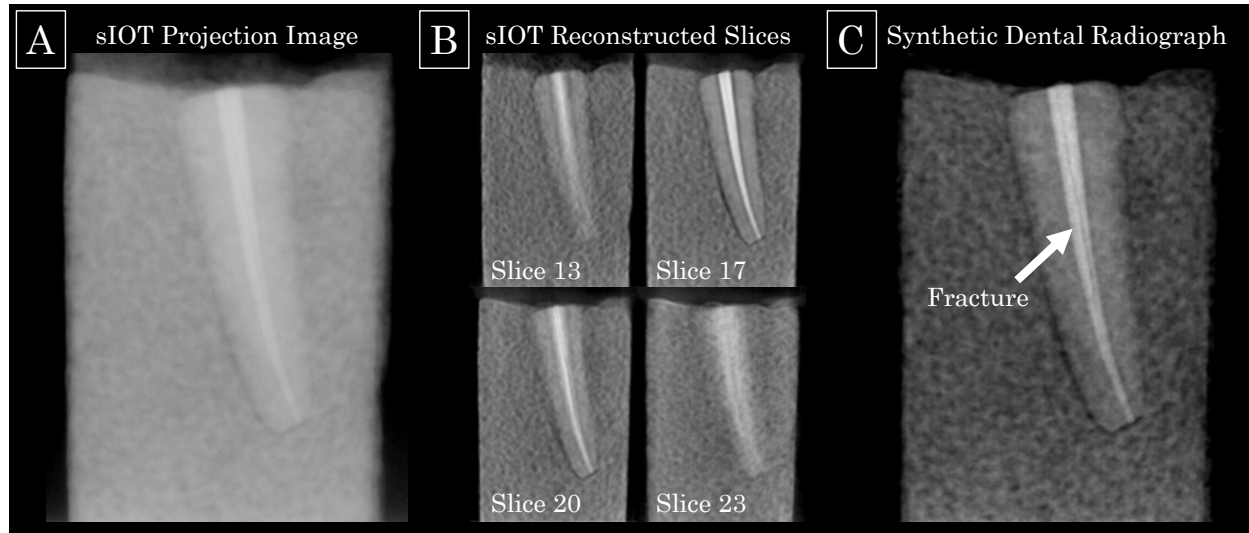 A
sIOT Projection Image
B
sIOT Reconstructed Slices
Slice 13
Slice 17
Slice 20
Slice 23
C
Synthetic Dental Radiograph
Fracture